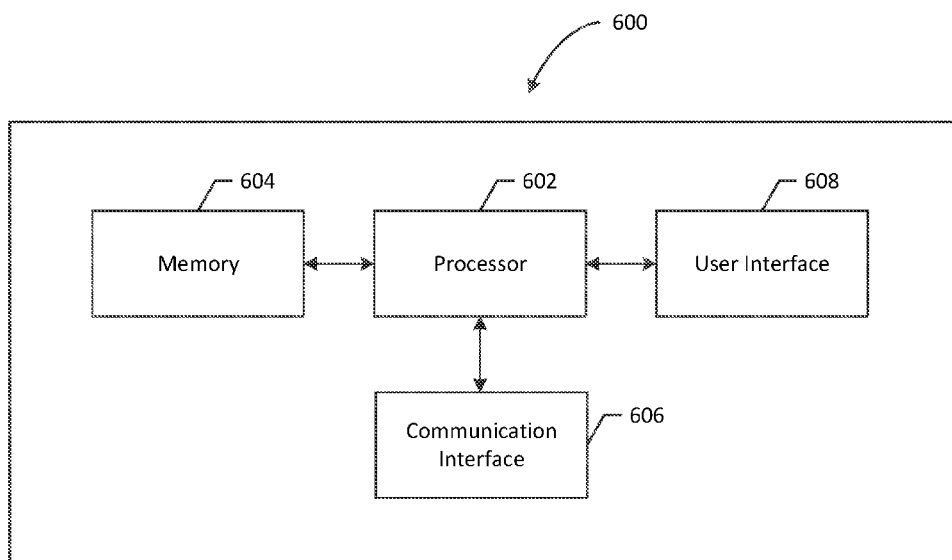 600
604
602
608
Memory
Processor
User Interface
606
Communication
Interface